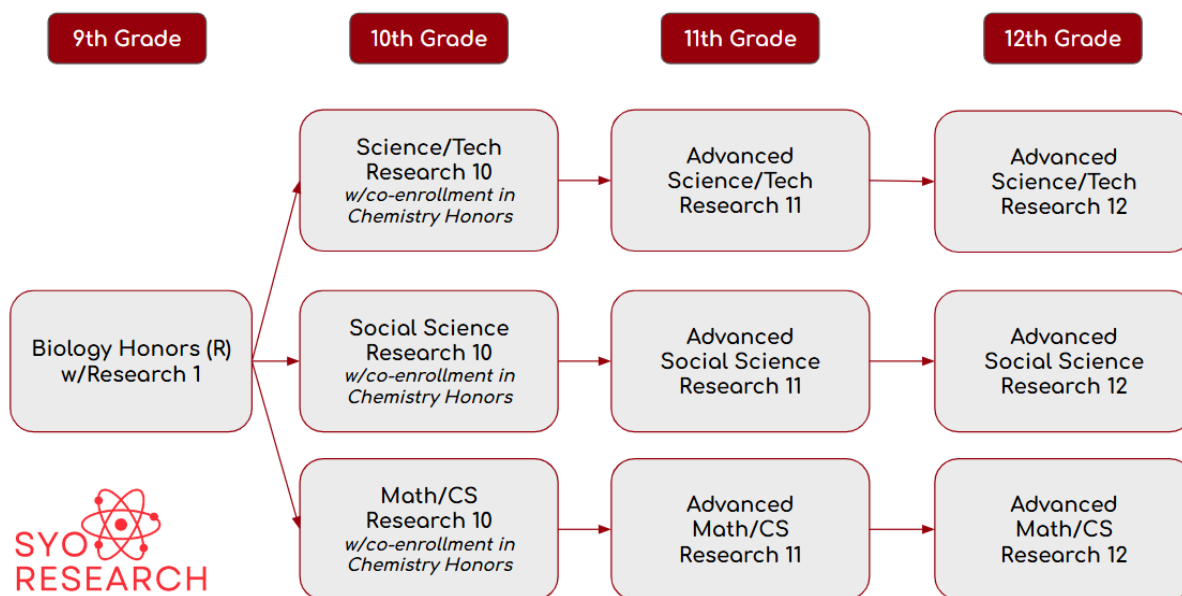 9th Grade
10th Grade
11th Grade
12th Grade
Science/Tech
Research 10
w/co-enrollment in
Chemistry Honors
Advanced
Science/Tech
Research 11
Advanced
Science/Tech
Research 12
Biology Honors (R)
w/Research 1
Social Science
Research 10
w/co-enrollment in
Chemistry Honors
Advanced
Social Science
Research 11
Advanced
Social Science
Research 12
Math/CS
Research 10
w/co-enrollment in
Chemistry Honors
Advanced
Math/CS
Research 11
Advanced
Math/CS
Research 12
SYO
RESEARCH